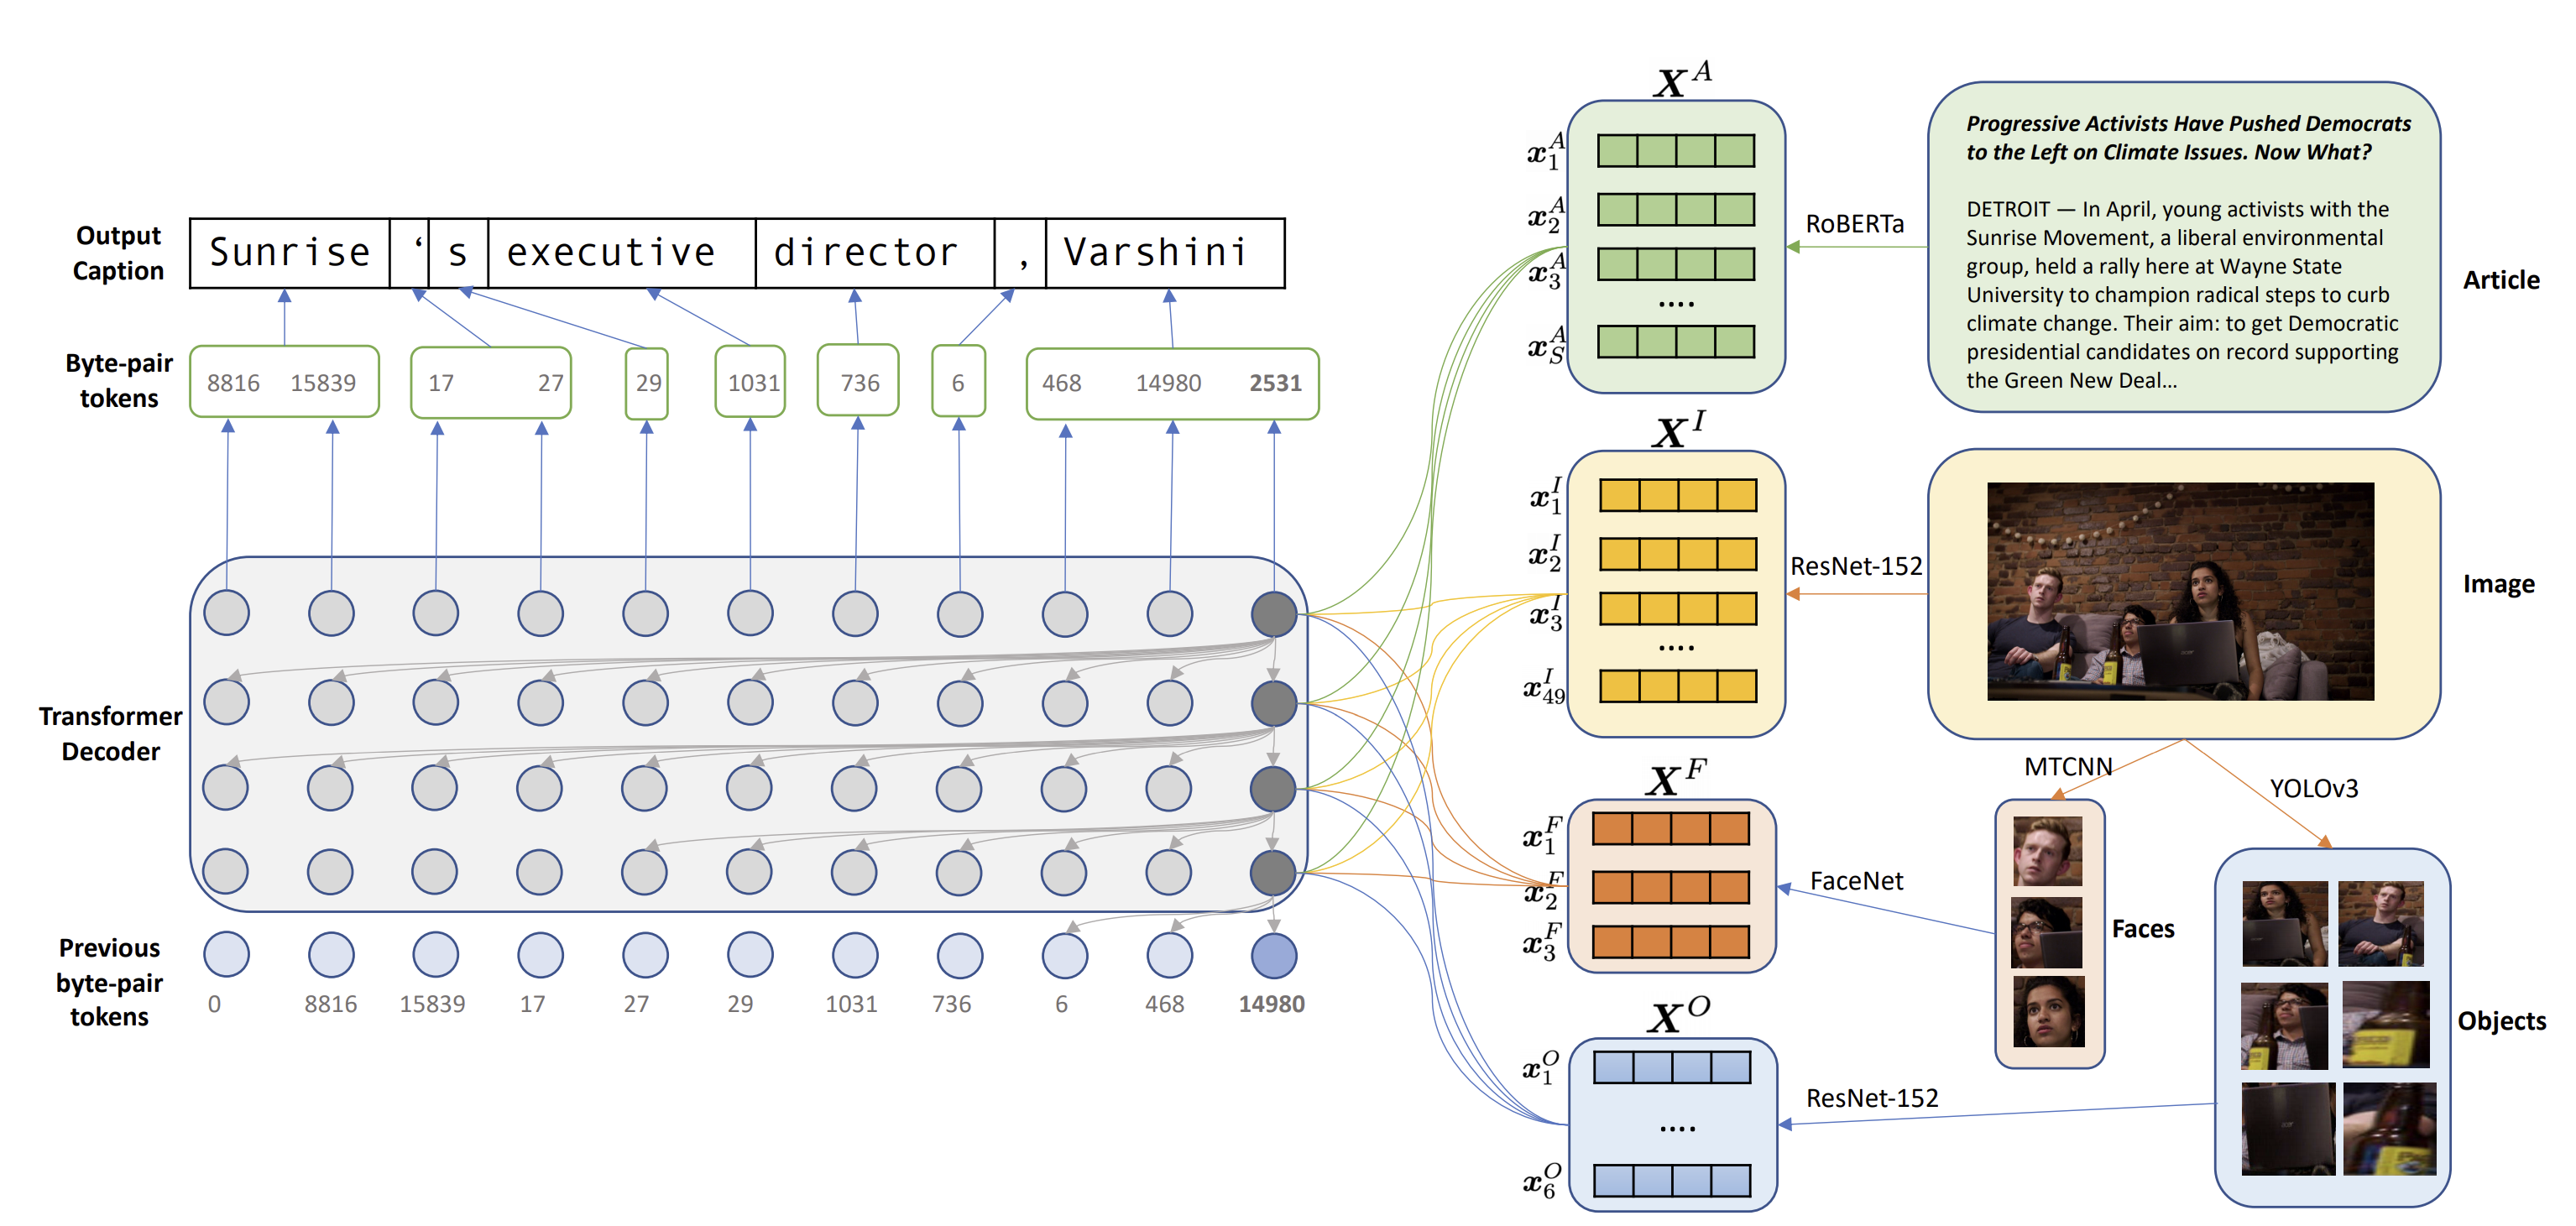 Output
Caption
Sunrise ‘ s executive director , Varshini
Byte-pair
tokens
8816 15839 17 27 29 1031 736 6 468 14980 2531
Transformer
Decoder
Previous
byte-pair
tokens
0 8816 15839 17 27 29 1031 736 6 468 14980
X^A
x_1^A
x_2^A
x_3^A
....
x_S^A
RoBERTa
Progressive Activists Have Pushed Democrats
to the Left on Climate Issues. Now What?
DETROIT — In April, young activists with the
Sunrise Movement, a liberal environmental
group, held a rally here at Wayne State
University to champion radical steps to curb
climate change. Their aim: to get Democratic
presidential candidates on record supporting
the Green New Deal…
Article
X^I
x_1^I
x_2^I
x_3^I
....
x_49^I
ResNet-152
Image
MTCNN
YOLOv3
X^F
x_1^F
x_2^F
x_3^F
FaceNet
Faces
X^O
x_1^O
....
x_6^O
ResNet-152
Objects